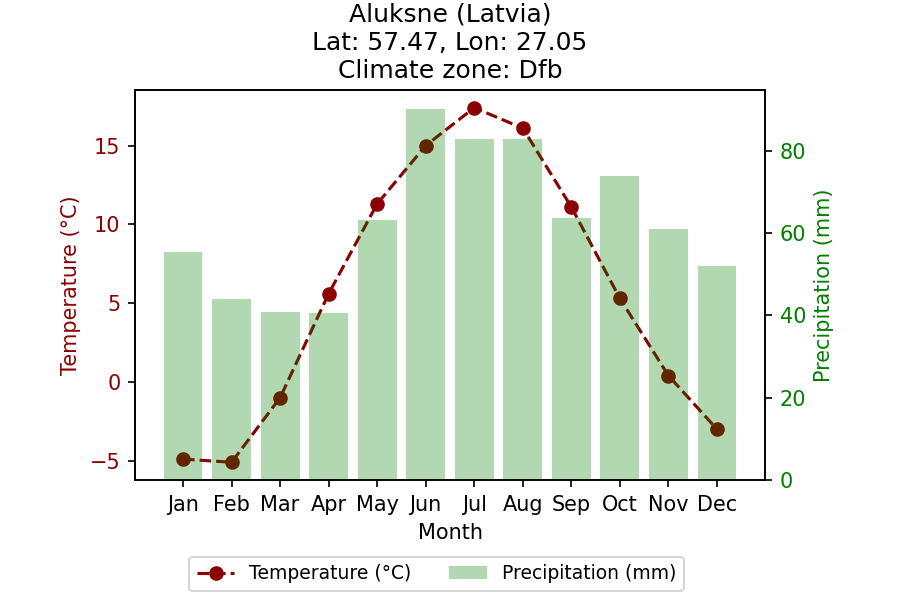 Aluksne (Latvia)
Lat: 57.47, Lon: 27.05
Climate zone: Dfb
Temperature (°C)
15
10
5
0
−5
80
60
40
20
0
Precipitation (mm)
Jan Feb Mar Apr May Jun Jul Aug Sep Oct Nov Dec
Month
Temperature (°C) Precipitation (mm)